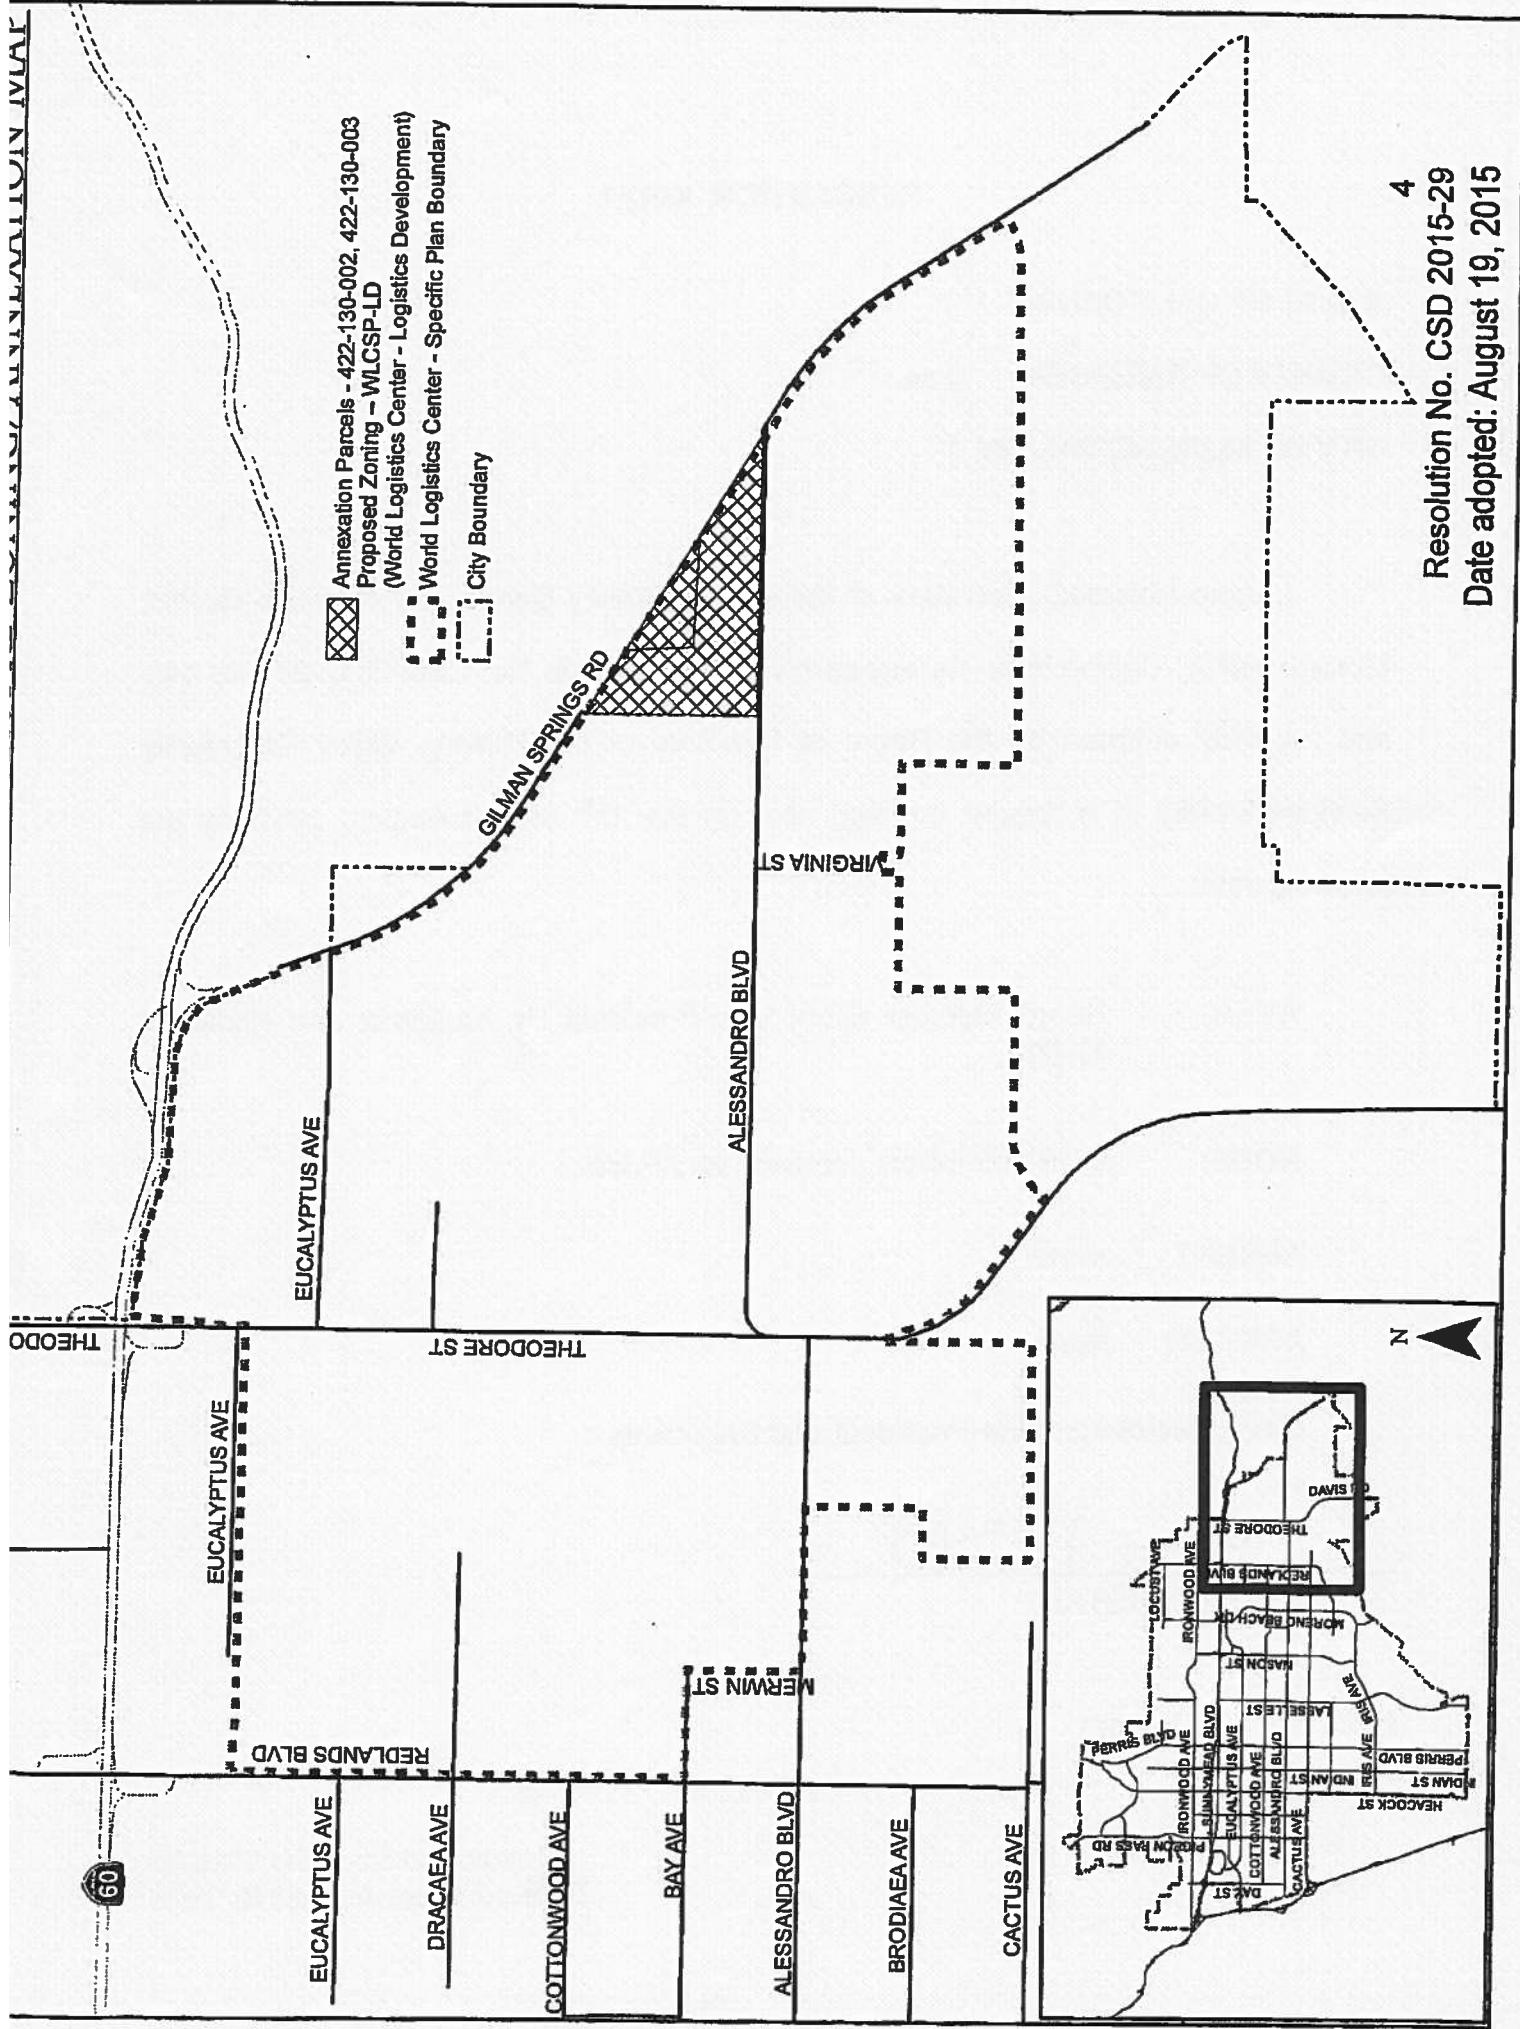 ANNEXATION MAP
Annexation Parcels - 422-130-002, 422-130-003
Proposed Zoning – WLCSP-LD
(World Logistics Center - Logistics Development)
World Logistics Center - Specific Plan Boundary
City Boundary
60
THEODO
REDLANDS BLVD
EUCALYPTUS AVE
EUCALYPTUS AVE
EUCALYPTUS AVE
THEODORE ST
GILMAN SPRINGS RD
DRACAEA AVE
COTTONWOOD AVE
BAY AVE
MERWIN ST
ALESSANDRO BLVD
ALESSANDRO BLVD
VIRGINIA ST
BRODIAEA AVE
CACTUS AVE
N
PERRIS BLVD
LOCUST AVE
IRONWOOD AVE
IRONWOOD AVE
SUNNYMEAD BLVD
EUCALYPTUS AVE
COTTONWOOD AVE
ALESSANDRO BLVD
CACTUS AVE
PIGEON PASS RD
DAY ST
HEACOCK ST
INDIAN ST
INDIAN ST
PERRIS BLVD
IRIS AVE
IRIS AVE
LASSELLE ST
NASON ST
MORENO BEACH DR
REDLANDS BLV
THEODORE ST
DAVIS
4
Resolution No. CSD 2015-29
Date adopted: August 19, 2015